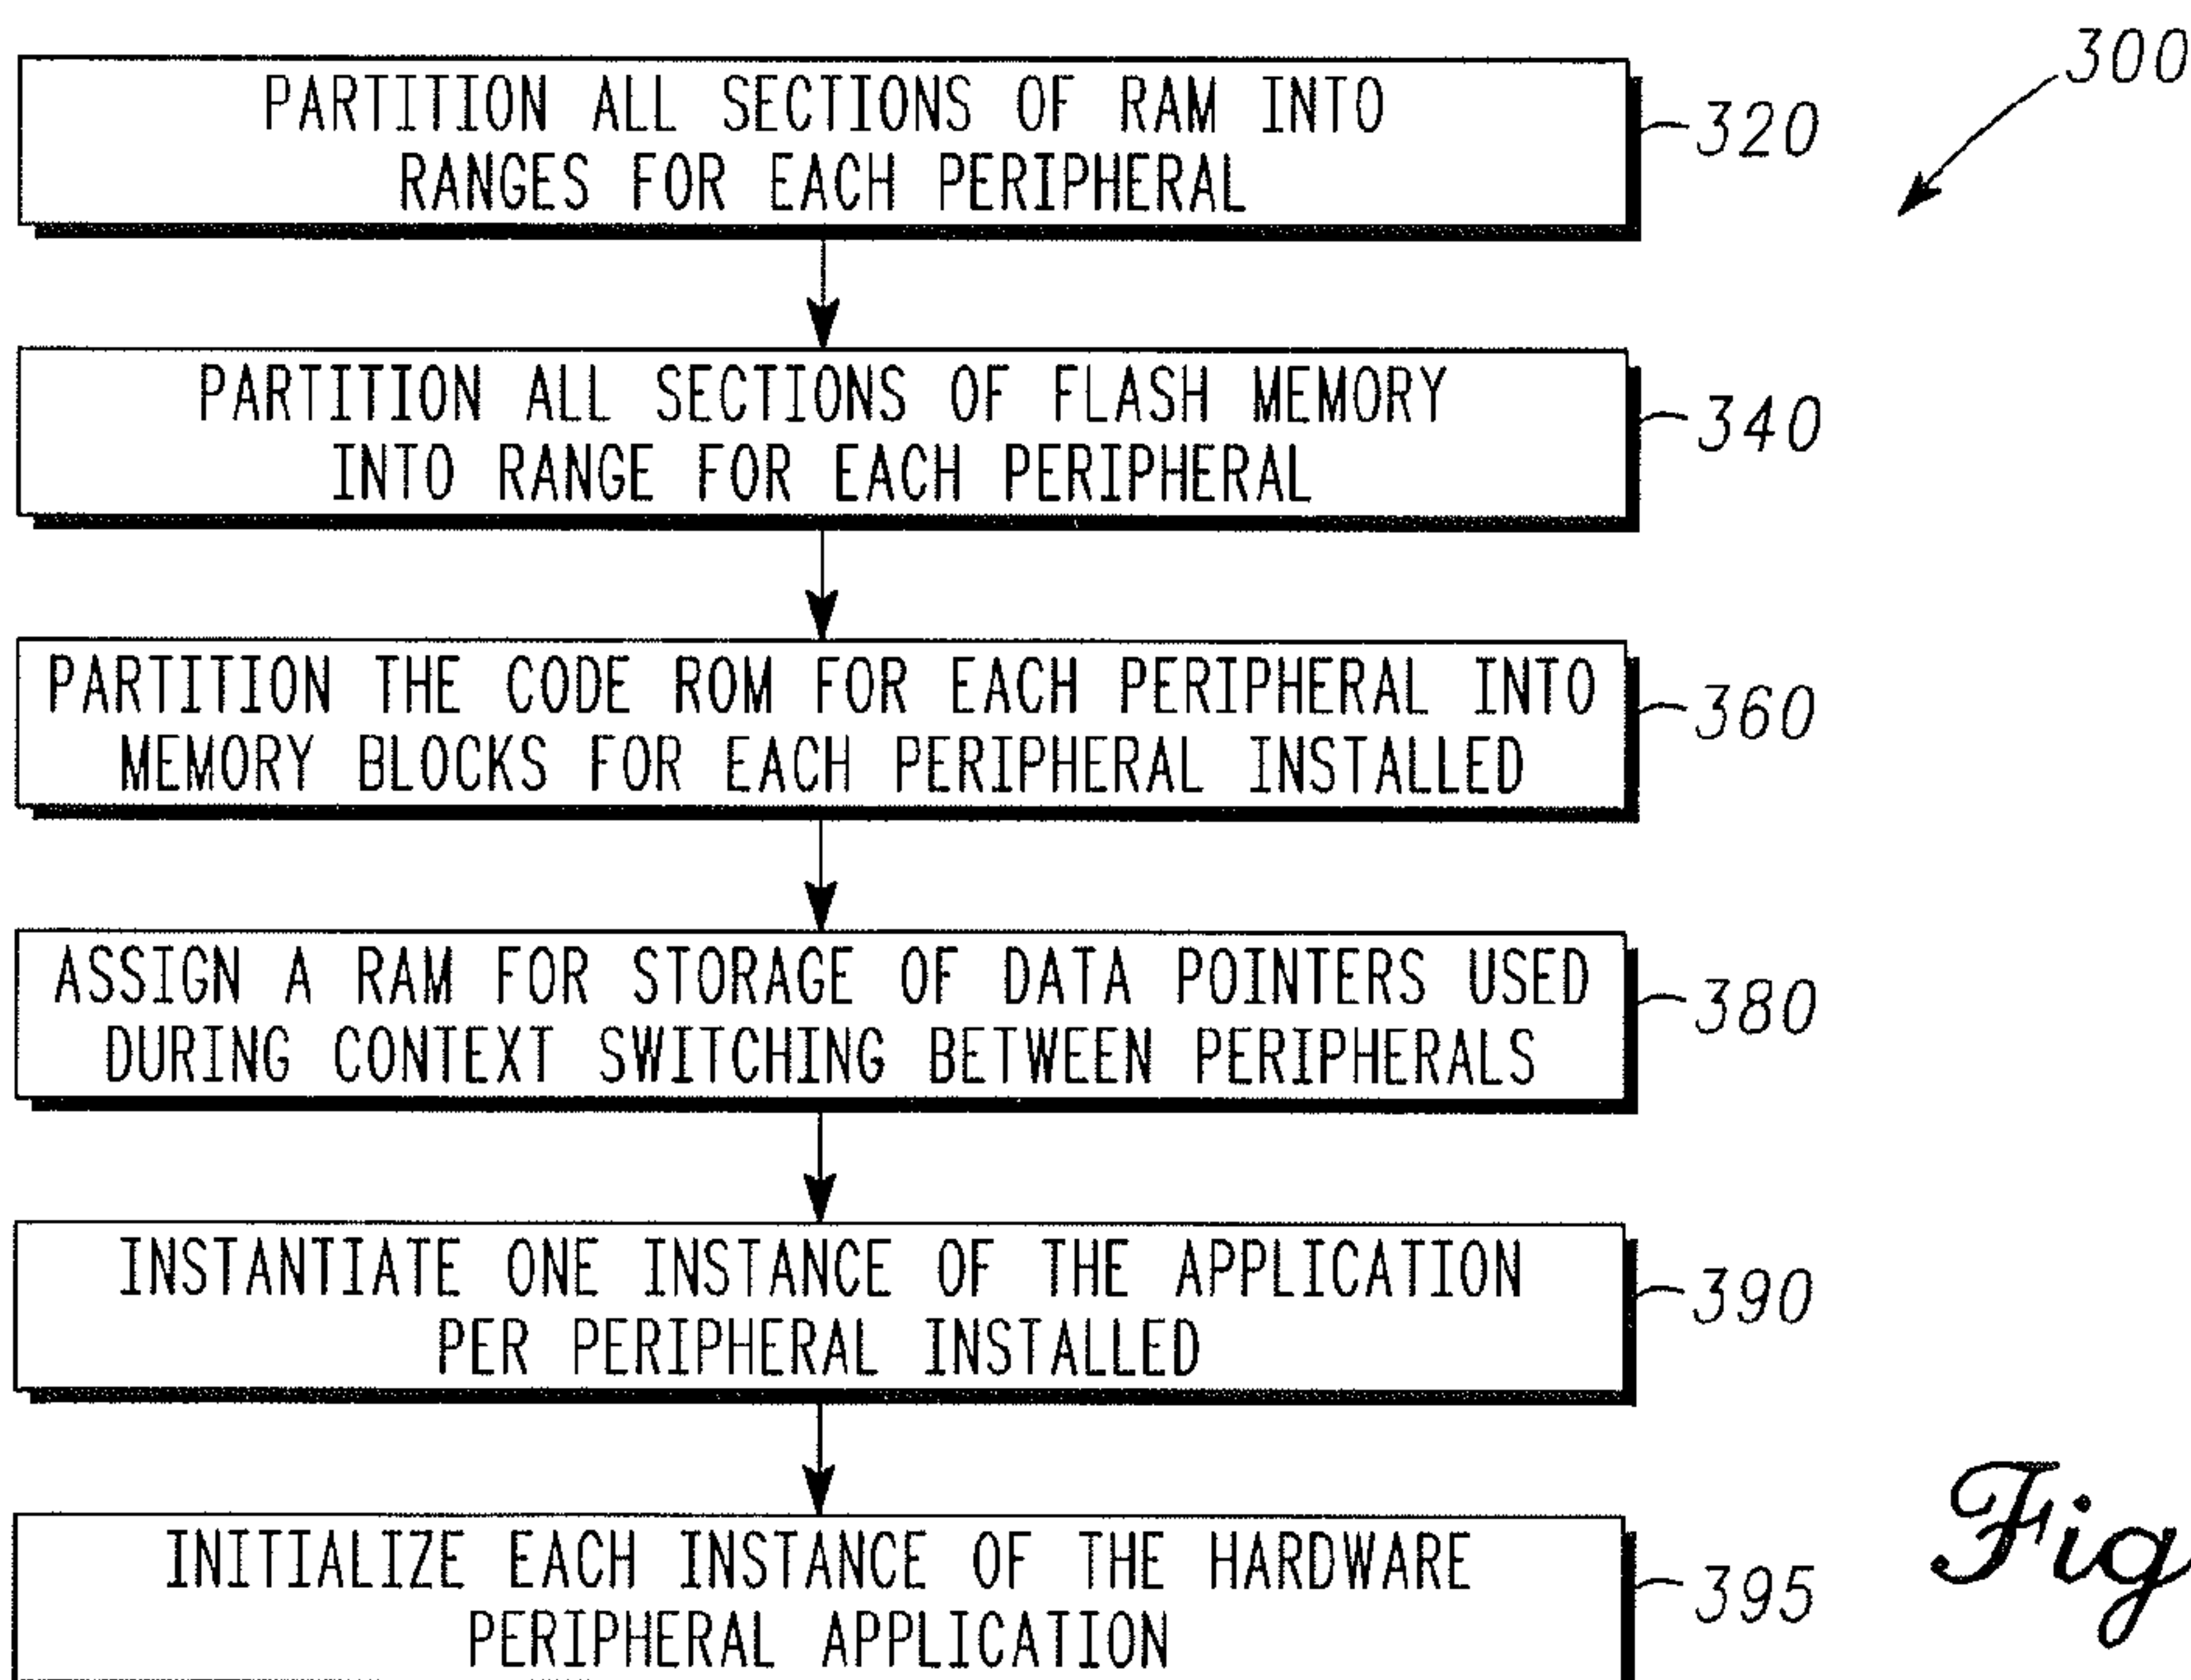 300
PARTITION ALL SECTIONS OF RAM INTO
RANGES FOR EACH PERIPHERAL
320
PARTITION ALL SECTIONS OF FLASH MEMORY
INTO RANGE FOR EACH PERIPHERAL
340
PARTITION THE CODE ROM FOR EACH PERIPHERAL INTO
MEMORY BLOCKS FOR EACH PERIPHERAL INSTALLED
360
ASSIGN A RAM FOR STORAGE OF DATA POINTERS USED
DURING CONTEXT SWITCHING BETWEEN PERIPHERALS
380
INSTANTIATE ONE INSTANCE OF THE APPLICATION
PER PERIPHERAL INSTALLED
390
INITIALIZE EACH INSTANCE OF THE HARDWARE
PERIPHERAL APPLICATION
395
Fig